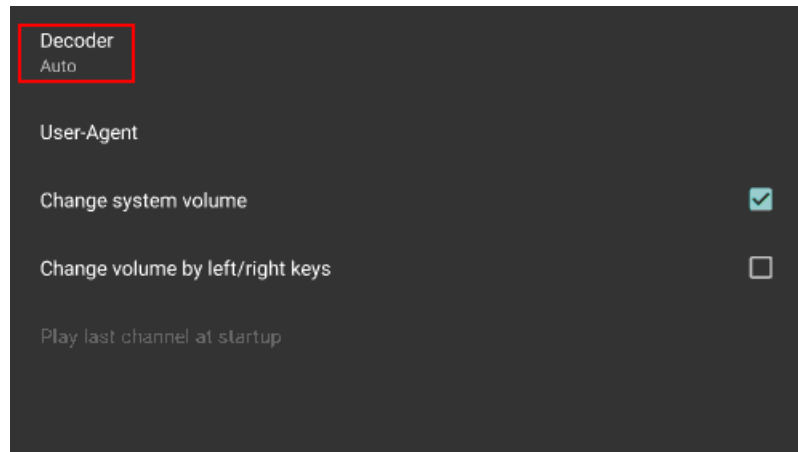 Decoder
Auto
User-Agent
Change system volume
Change volume by left/right keys
Play last channel at startup